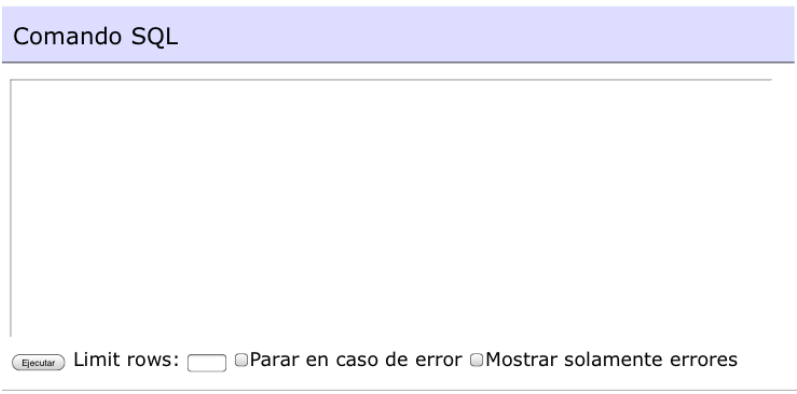 Comando SQL
Ejecutar Limit rows: Parar en caso de error Mostrar solamente errores